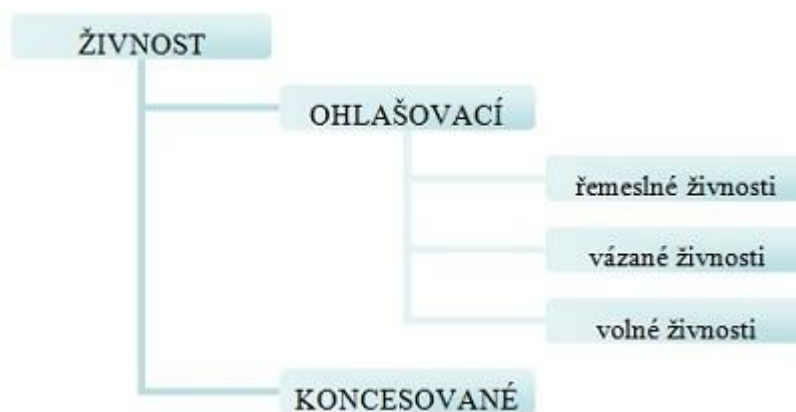 ŽIVNOST
OHLAŠOVACÍ
řemeslné živnosti
vázané živnosti
volné živnosti
KONCESOVANÉ